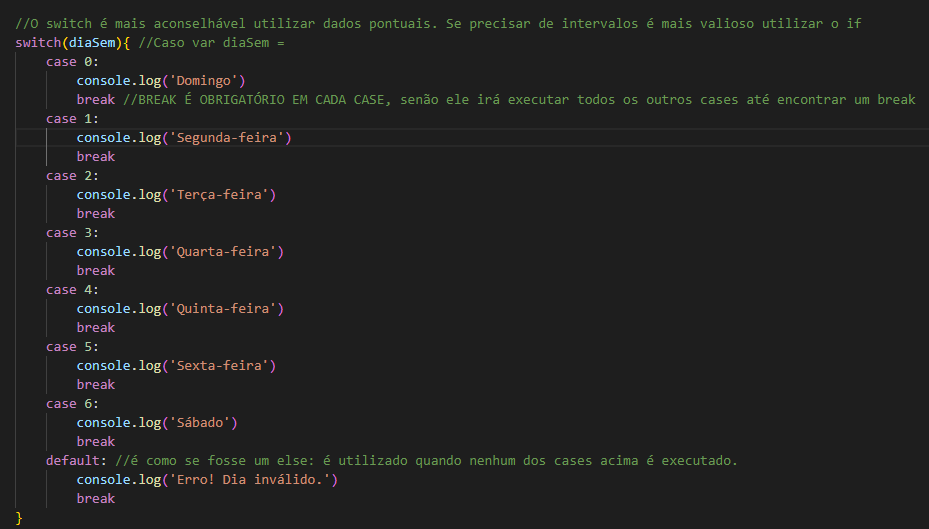 //O switch é mais aconselhável utilizar dados pontuais. Se precisar de intervalos é mais valioso utilizar o if
switch(diaSem){ //Caso var diaSem =
    case 0:
        console.log('Domingo')
        break //BREAK É OBRIGATÓRIO EM CADA CASE, senão ele irá executar todos os outros cases até encontrar um break
    case 1:
        console.log('Segunda-feira')
        break
    case 2:
        console.log('Terça-feira')
        break
    case 3:
        console.log('Quarta-feira')
        break
    case 4:
        console.log('Quinta-feira')
        break
    case 5:
        console.log('Sexta-feira')
        break
    case 6:
        console.log('Sábado')
        break
    default: //é como se fosse um else: é utilizado quando nenhum dos cases acima é executado.
        console.log('Erro! Dia inválido.')
        break
}